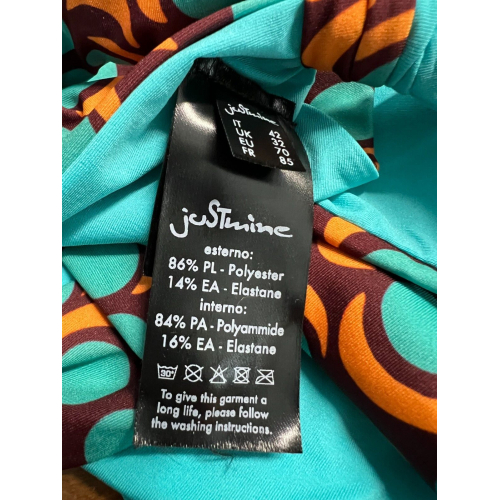 justmine
IT 42
UK 32
EU 70
FR 85
justmine
esterno:
86% PL - Polyester
14% EA - Elastane
interno:
84% PA - Polyammide
16% EA - Elastane
30°
To give this garment a
long life, please follow
the washing instructions.